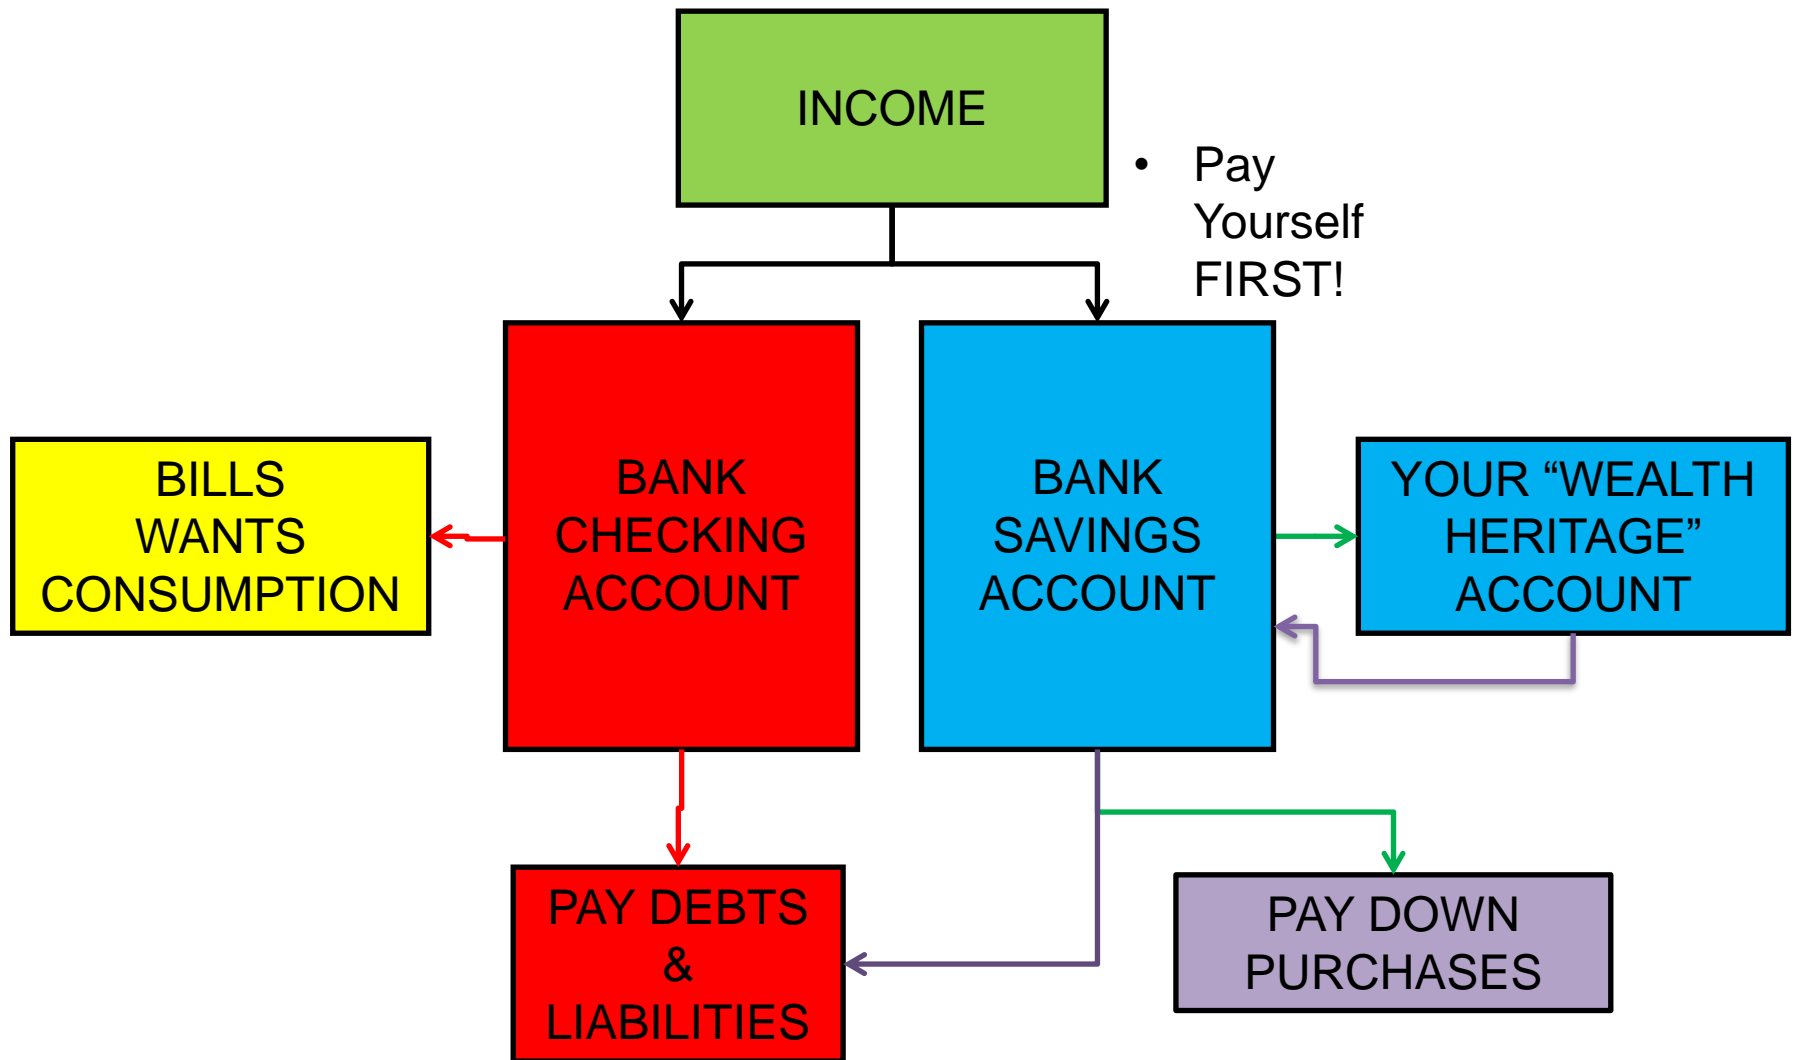 INCOME
• Pay
Yourself
FIRST!
BILLS
WANTS
CONSUMPTION
BANK
CHECKING
ACCOUNT
BANK
SAVINGS
ACCOUNT
YOUR “WEALTH
HERITAGE”
ACCOUNT
PAY DEBTS
&
LIABILITIES
PAY DOWN
PURCHASES